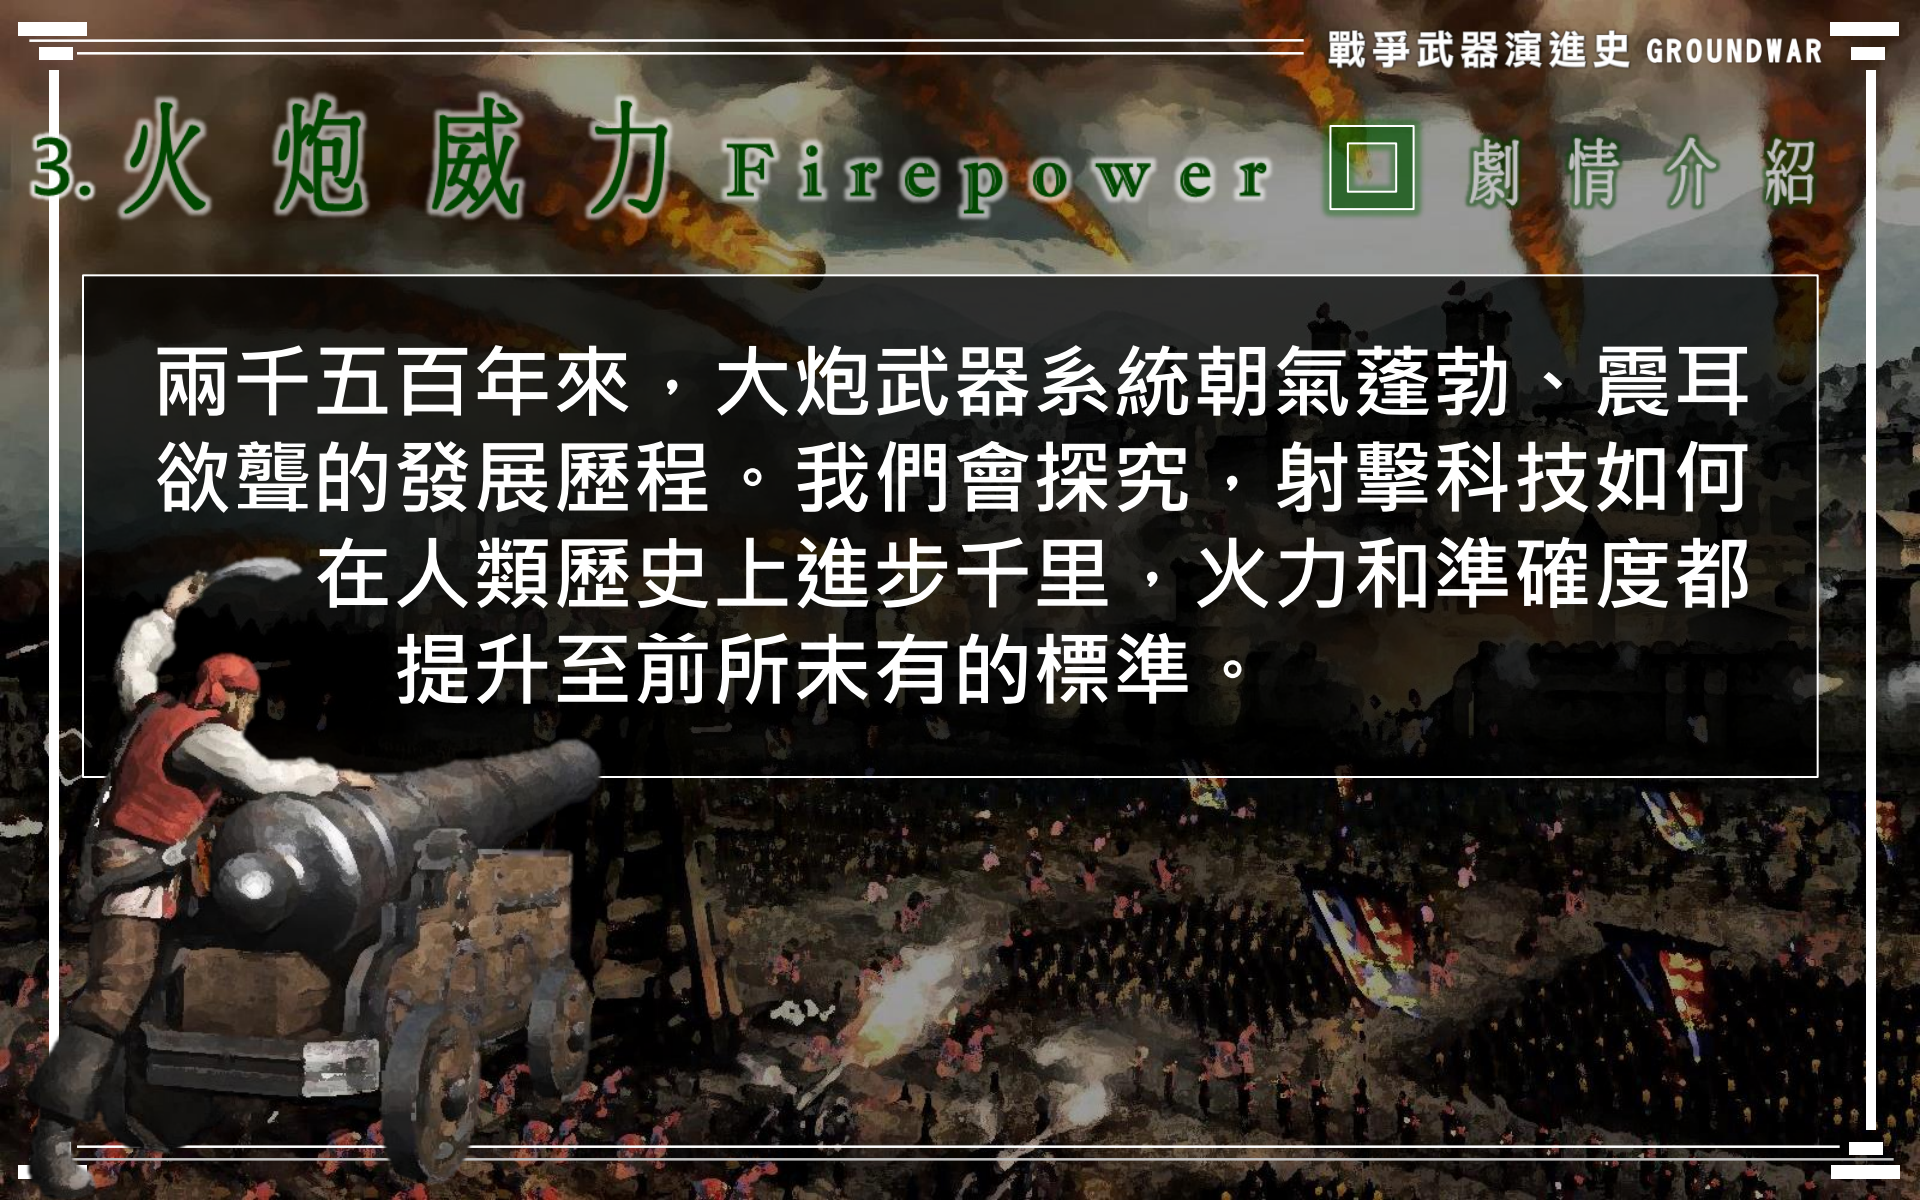 戰爭武器演進史 GROUNDWAR
3. 火炮威力 Firepower 回 劇情介紹
兩千五百年來，大炮武器系統朝氣蓬勃、震耳
欲聾的發展歷程。我們會探究，射擊科技如何
在人類歷史上進步千里，火力和準確度都
提升至前所未有的標準。